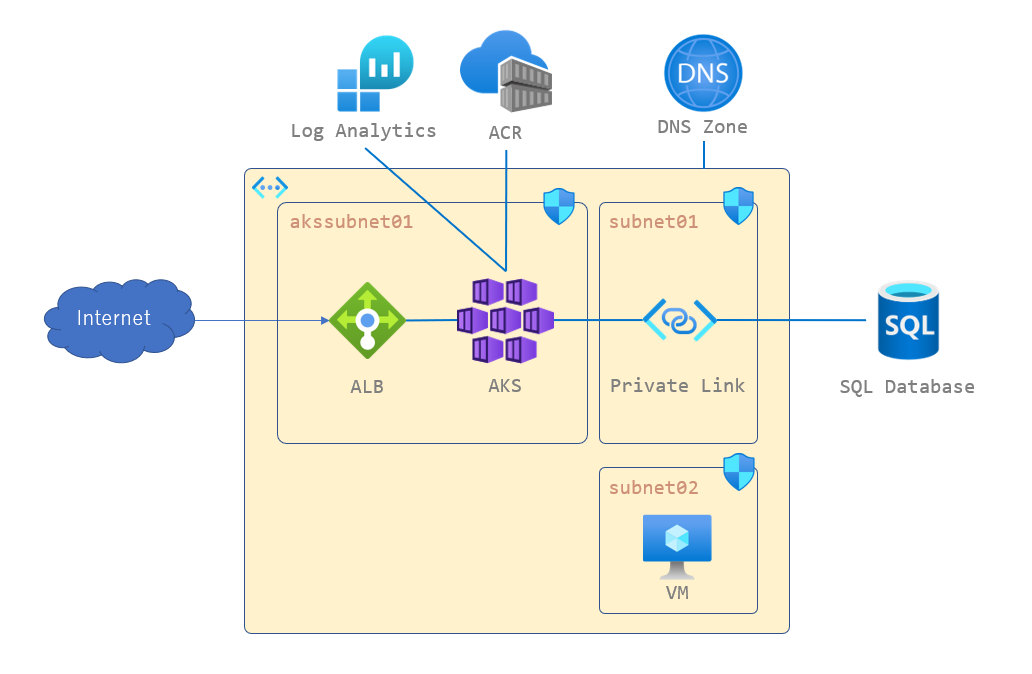 DNS
Log Analytics
ACR
DNS Zone
akssubnet01
subnet01
Internet
SQL
ALB
AKS
Private Link
SQL Database
subnet02
VM